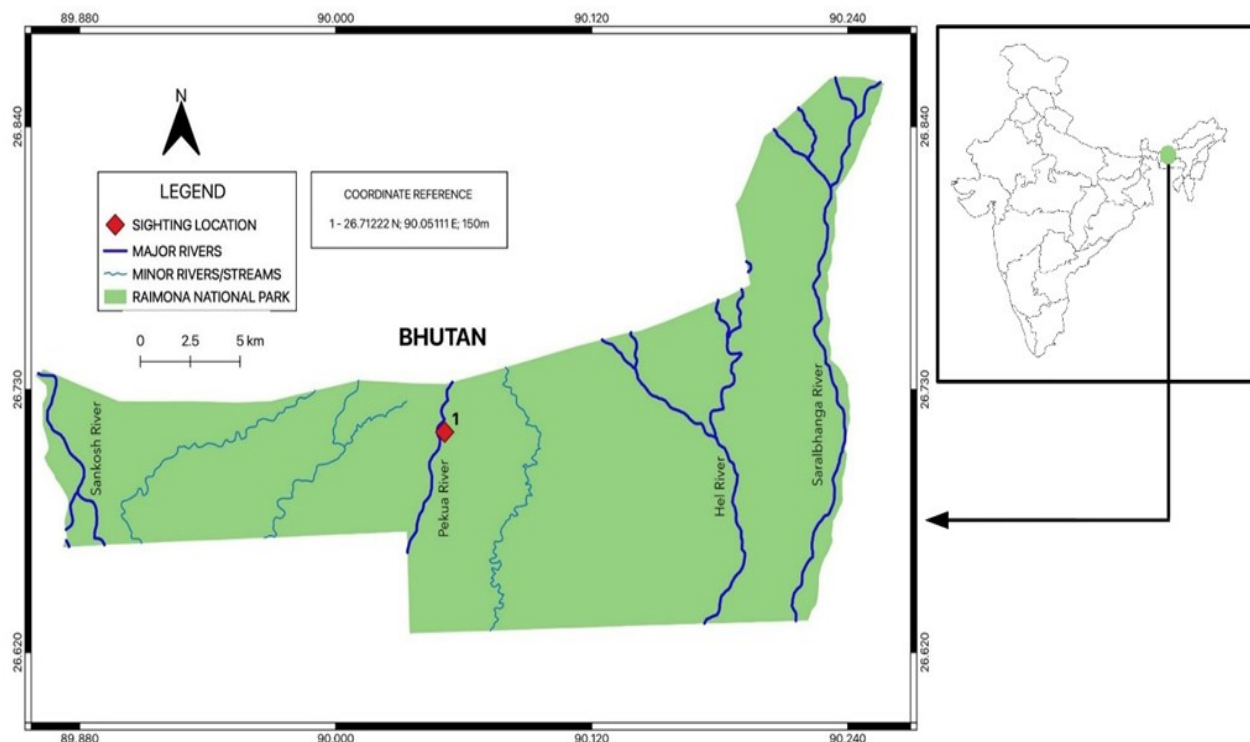 89.880 90.000 90.120 90.240
26.840 26.840
N
LEGEND
SIGHTING LOCATION
MAJOR RIVERS
MINOR RIVERS/STREAMS
RAIMONA NATIONAL PARK
COORDINATE REFERENCE
1 - 26.71222 N; 90.05111 E; 150m
0 2.5 5 km
BHUTAN
26.730 26.730
1
Sankosh River
Pekua River
Hel River
Saralbhanga River
26.620 26.620
89.880 90.000 90.120 90.240